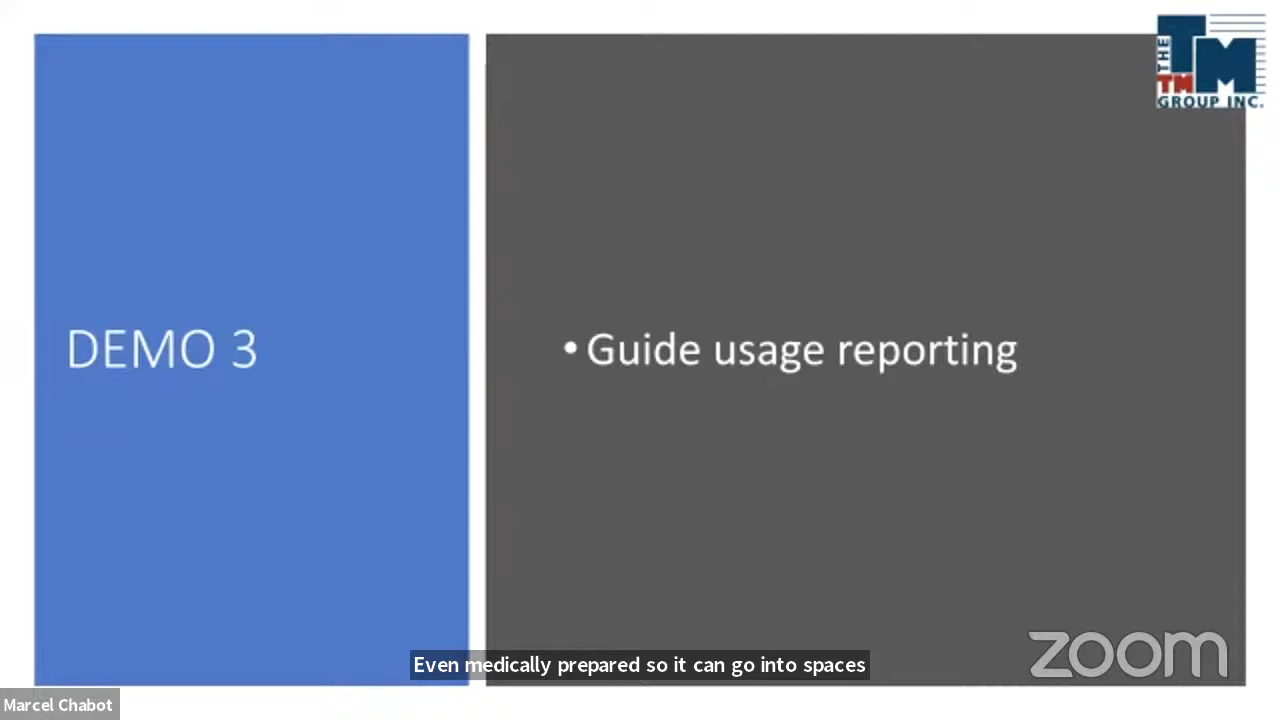 THE
TM
TM
GROUP INC.
DEMO 3
• Guide usage reporting
zoom
Even medically prepared so it can go into spaces
Marcel Chabot